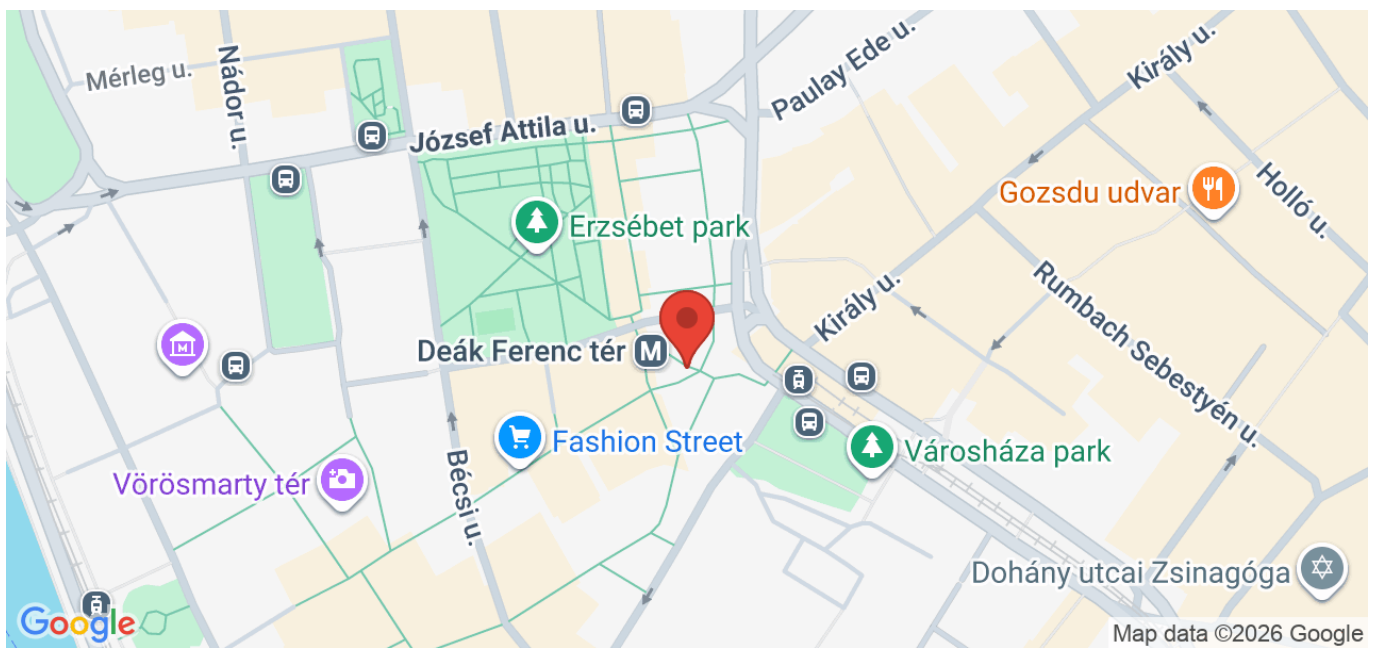 Mérleg u.
Nádor u.
József Attila u.
Paulay Ede u.
Király u.
Holló u.
Gozsdu udvar
Erzsébet park
Rumbach Sebestyén u.
Király u.
Deák Ferenc tér M
Fashion Street
Városháza park
Vörösmarty tér
Bécsi u.
Dohány utcai Zsinagóga
Google
Map data ©2026 Google